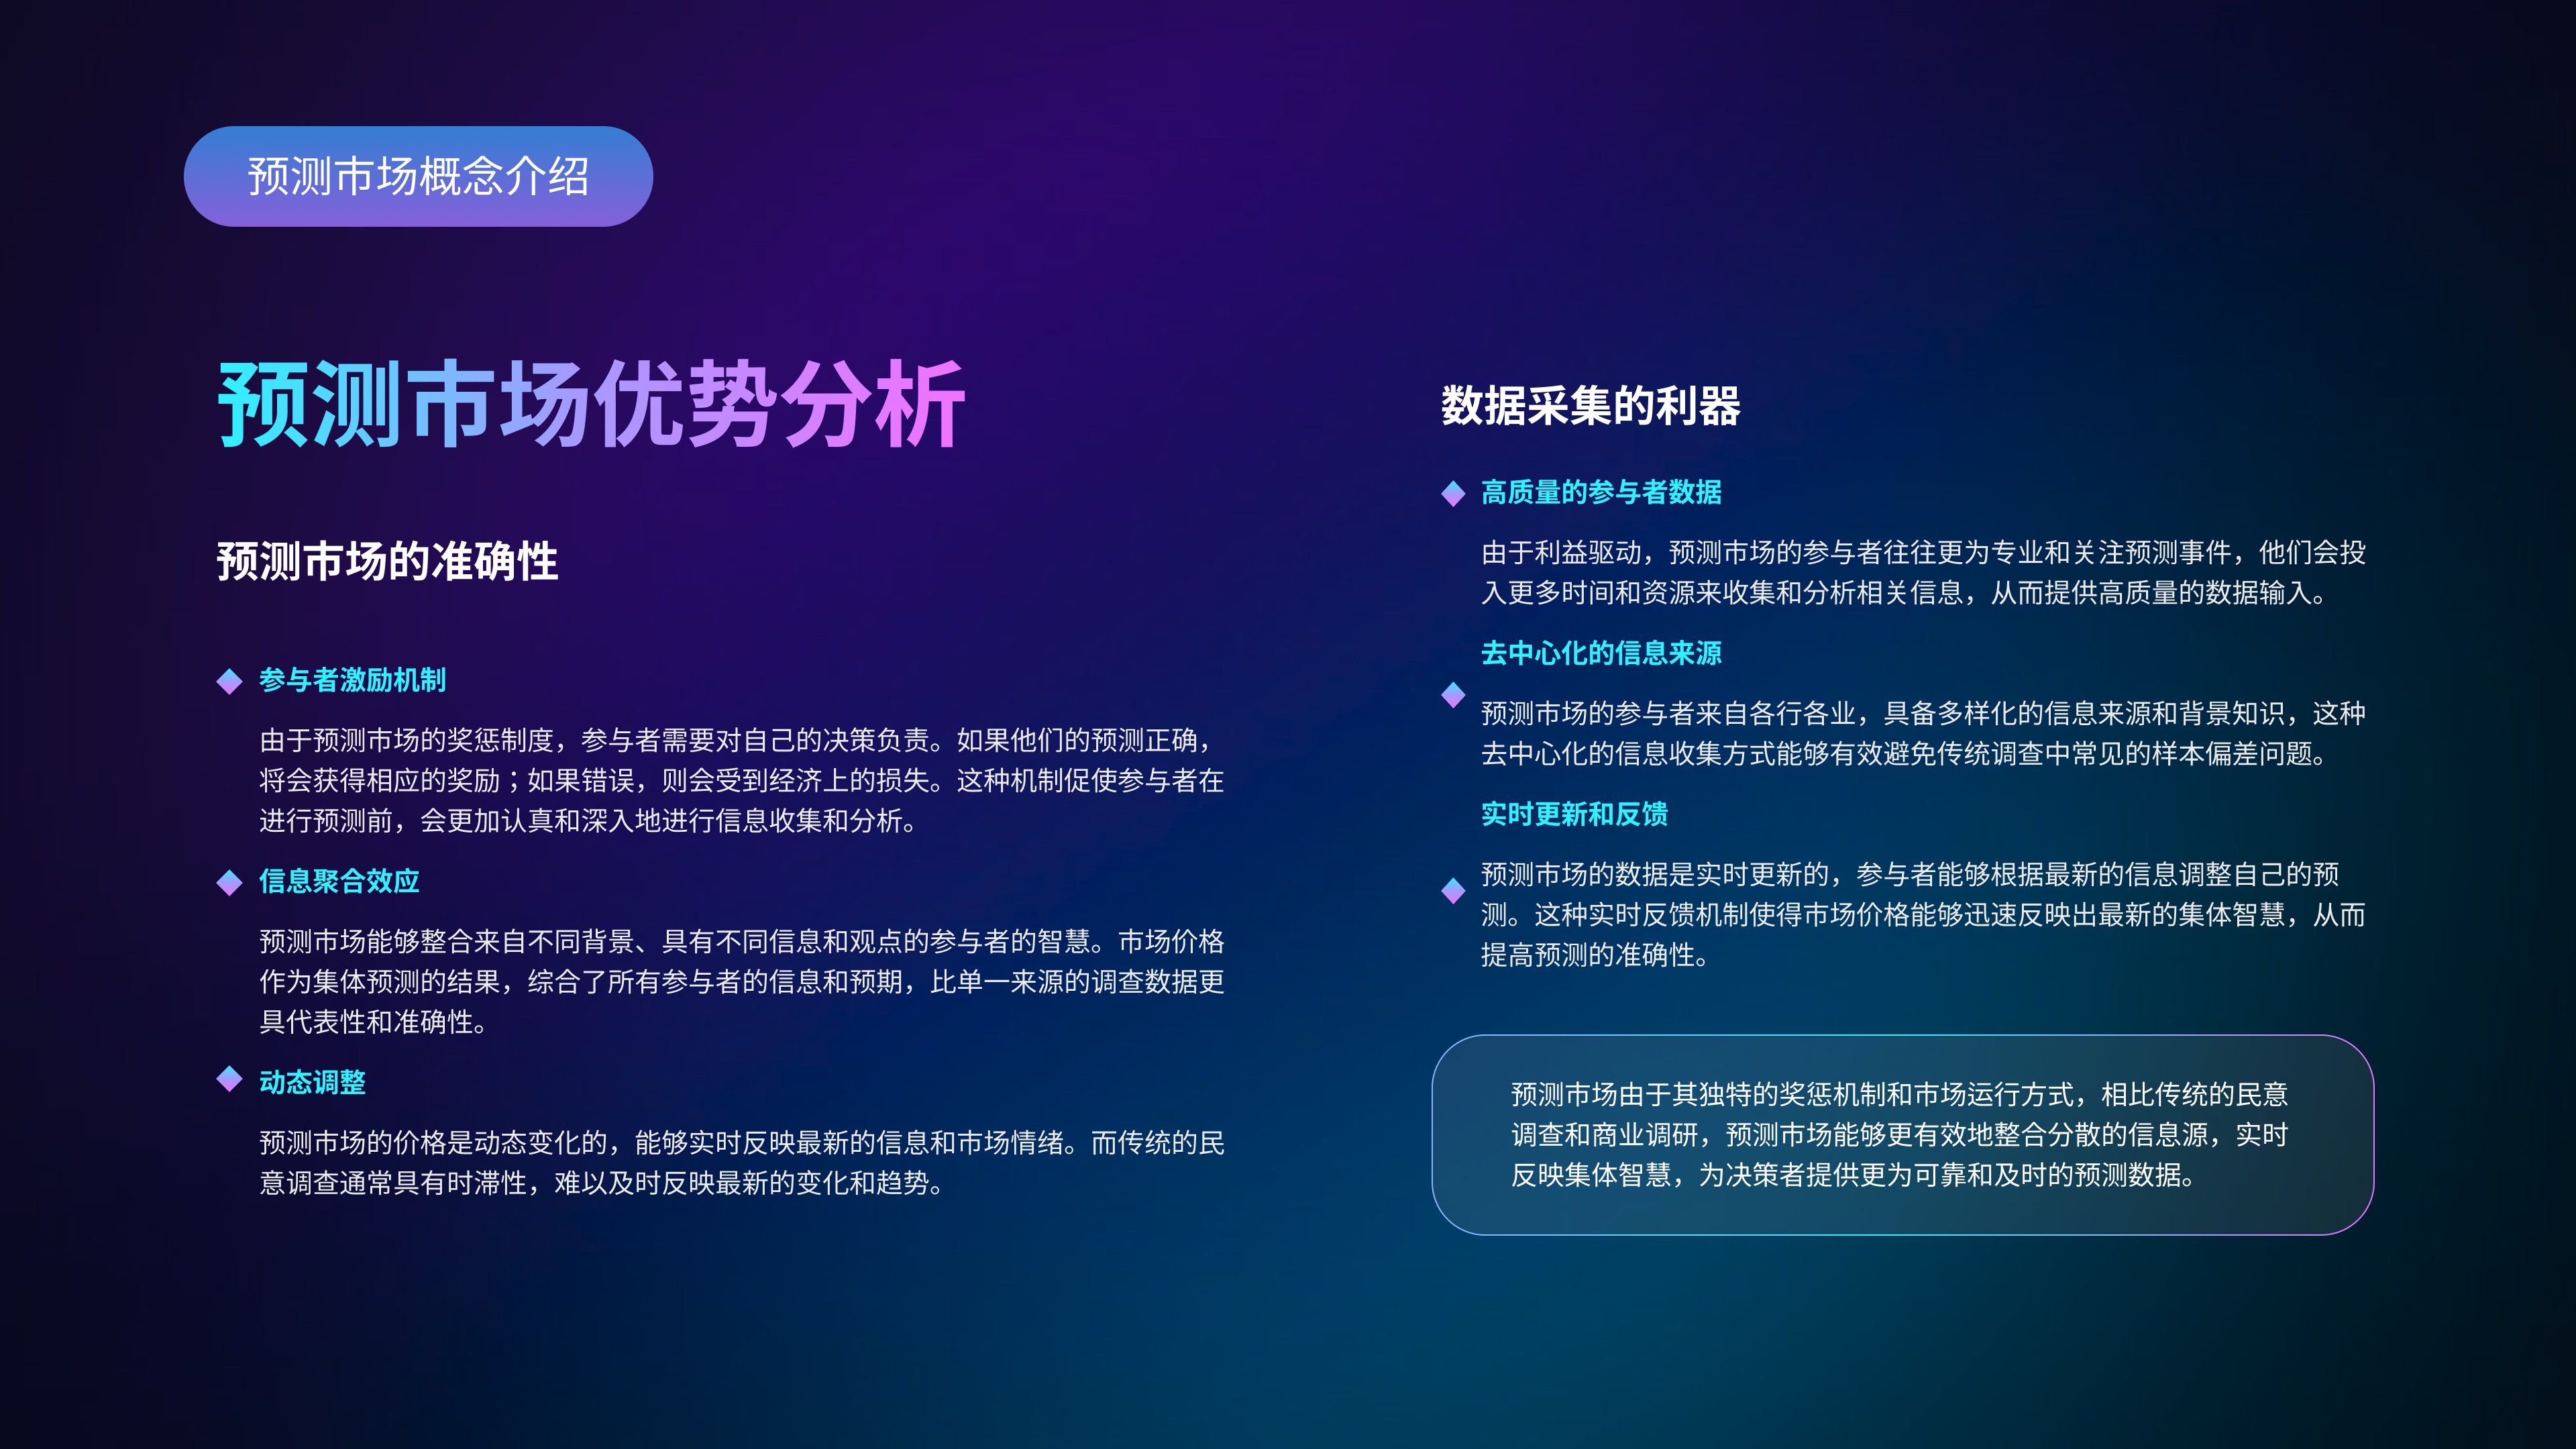 预测市场概念介绍
预测市场优势分析
预测市场的准确性
参与者激励机制
由于预测市场的奖惩制度，参与者需要对自己的决策负责。如果他们的预测正确，
将会获得相应的奖励；如果错误，则会受到经济上的损失。这种机制促使参与者在
进行预测前，会更加认真和深入地进行信息收集和分析。
信息聚合效应
预测市场能够整合来自不同背景、具有不同信息和观点的参与者的智慧。市场价格
作为集体预测的结果，综合了所有参与者的信息和预期，比单一来源的调查数据更
具代表性和准确性。
动态调整
预测市场的价格是动态变化的，能够实时反映最新的信息和市场情绪。而传统的民
意调查通常具有时滞性，难以及时反映最新的变化和趋势。
数据采集的利器
高质量的参与者数据
由于利益驱动，预测市场的参与者往往更为专业和关注预测事件，他们会投
入更多时间和资源来收集和分析相关信息，从而提供高质量的数据输入。
去中心化的信息来源
预测市场的参与者来自各行各业，具备多样化的信息来源和背景知识，这种
去中心化的信息收集方式能够有效避免传统调查中常见的样本偏差问题。
实时更新和反馈
预测市场的数据是实时更新的，参与者能够根据最新的信息调整自己的预
测。这种实时反馈机制使得市场价格能够迅速反映出最新的集体智慧，从而
提高预测的准确性。
预测市场由于其独特的奖惩机制和市场运行方式，相比传统的民意
调查和商业调研，预测市场能够更有效地整合分散的信息源，实时
反映集体智慧，为决策者提供更为可靠和及时的预测数据。